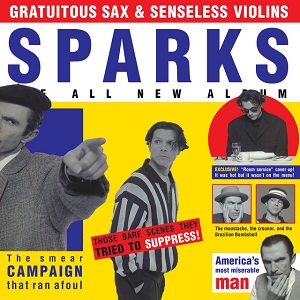 GRATUITOUS SAX & SENSELESS VIOLINS
SPARKS
ALL NEW ALBUM
EXCLUSIVE! "Room service" cover up!
It was hot but it wasn't on the menu!
The moustache, the crooner, and the
Brazilian Bombshell
THOSE BARE SCENES THEY
TRIED TO SUPPRESS!
The smear
CAMPAIGN
that ran afoul
America's
most miserable
man